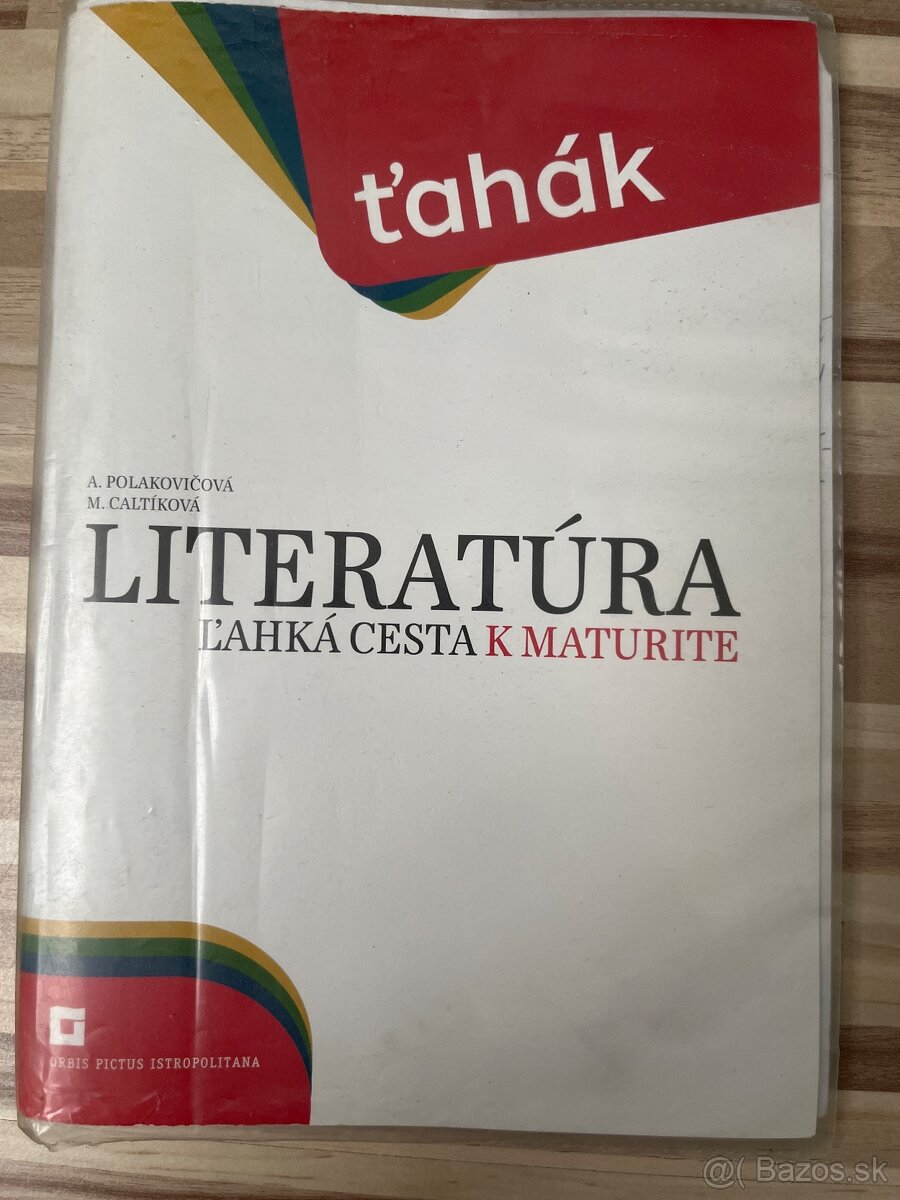 ťahák
A. POLAKOVIČOVÁ
M. CALTÍKOVÁ
LITERATÚRA
ĽAHKÁ CESTA K MATURITE
ORBIS PICTUS ISTROPOLITANA
@( Bazos.sk